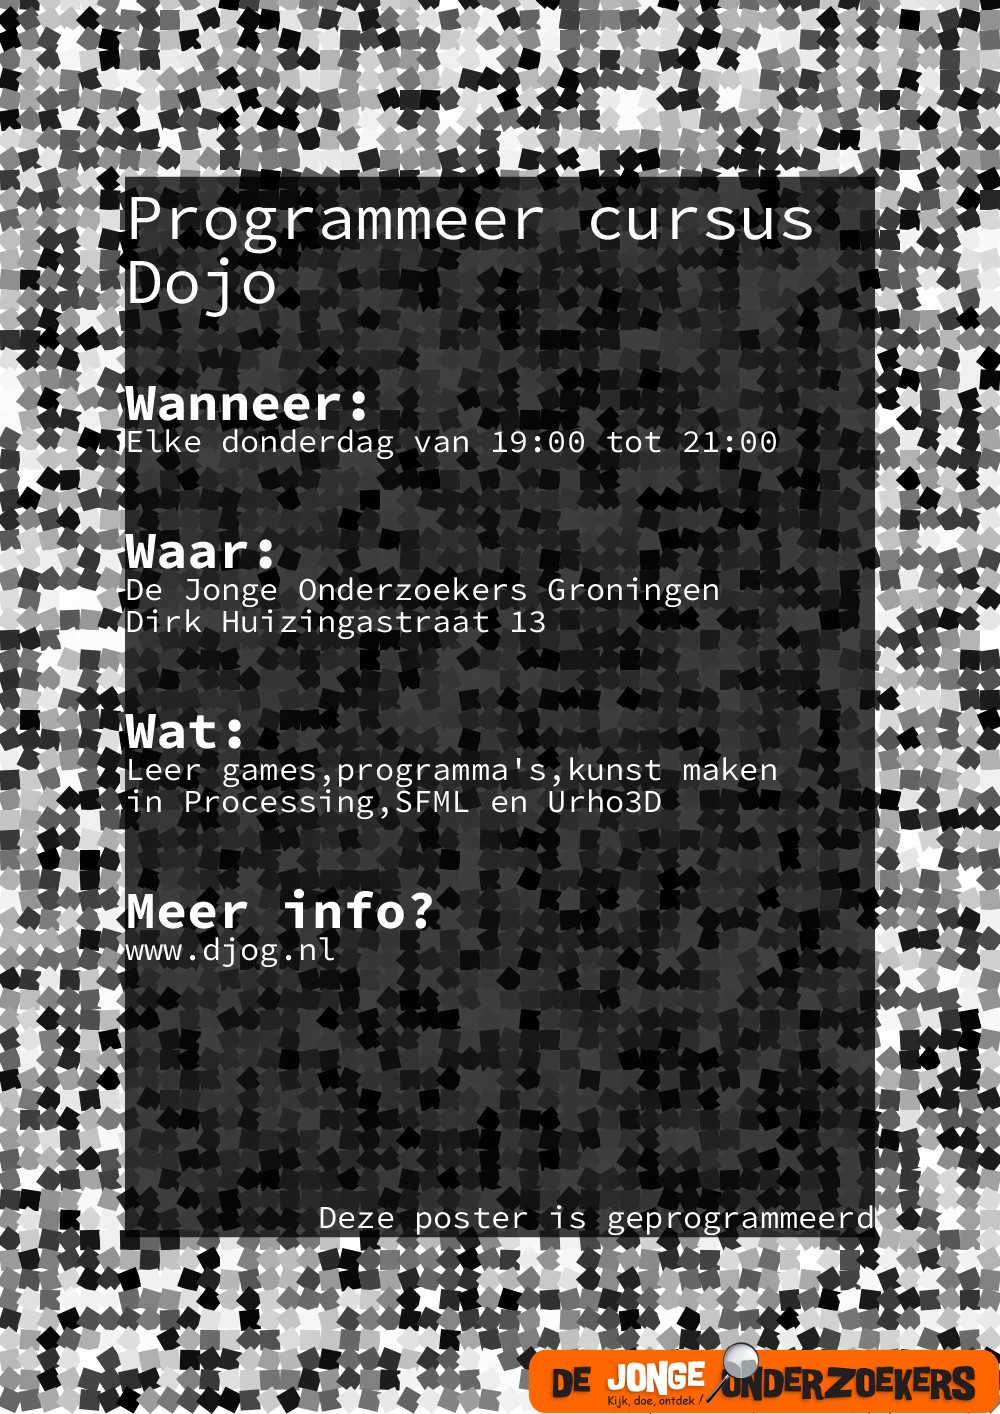 Programmeer cursus
Dojo
Wanneer:
Elke donderdag van 19:00 tot 21:00
Waar:
De Jonge Onderzoekers Groningen
Dirk Huizingastraat 13
Wat:
Leer games,programma's,kunst maken
in Processing,SFML en Urho3D
Meer info?
www.djog.nl
Deze poster is geprogrammeerd
DE JONGE ONDERZOEKERS
Kijk, doe, ontdek!